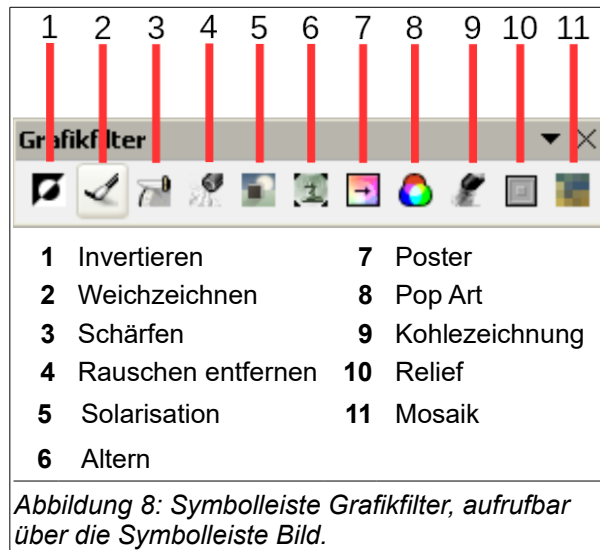 1 2 3 4 5 6 7 8 9 10 11
Grafikfilter
1 Invertieren
2 Weichzeichnen
3 Schärfen
4 Rauschen entfernen
5 Solarisation
6 Altern
7 Poster
8 Pop Art
9 Kohlezeichnung
10 Relief
11 Mosaik
Abbildung 8: Symbolleiste Grafikfilter, aufrufbar
über die Symbolleiste Bild.